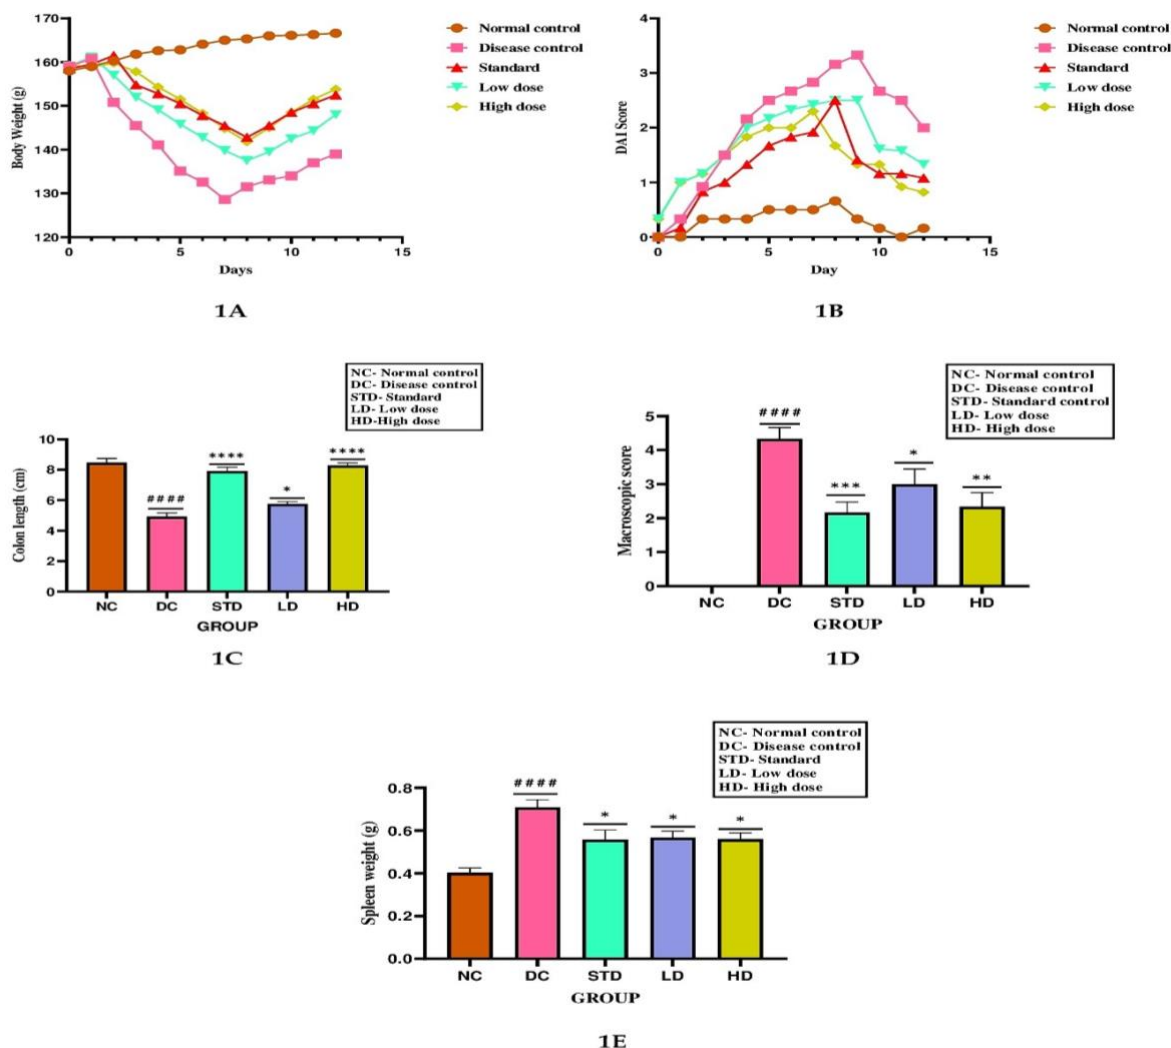 170
160
150
140
130
120
Body Weight (g)
0
5
10
15
Days
Normal control
Disease control
Standard
Low dose
High dose
1A
4
3
2
1
0
DAI Score
0
5
10
15
Day
Normal control
Disease control
Standard
Low dose
High dose
1B
NC- Normal control
DC- Disease control
STD- Standard
LD- Low dose
HD-High dose
10
8
6
4
2
0
Colon length (cm)
####
****
*
****
NC DC STD LD HD
GROUP
1C
NC- Normal control
DC- Disease control
STD- Standard control
LD- Low dose
HD- High dose
5
4
3
2
1
0
Macroscopic score
####
***
*
**
NC DC STD LD HD
GROUP
1D
NC- Normal control
DC- Disease control
STD- Standard
LD- Low dose
HD- High dose
0.8
0.6
0.4
0.2
0.0
Spleen weight (g)
####
*
*
*
NC DC STD LD HD
GROUP
1E